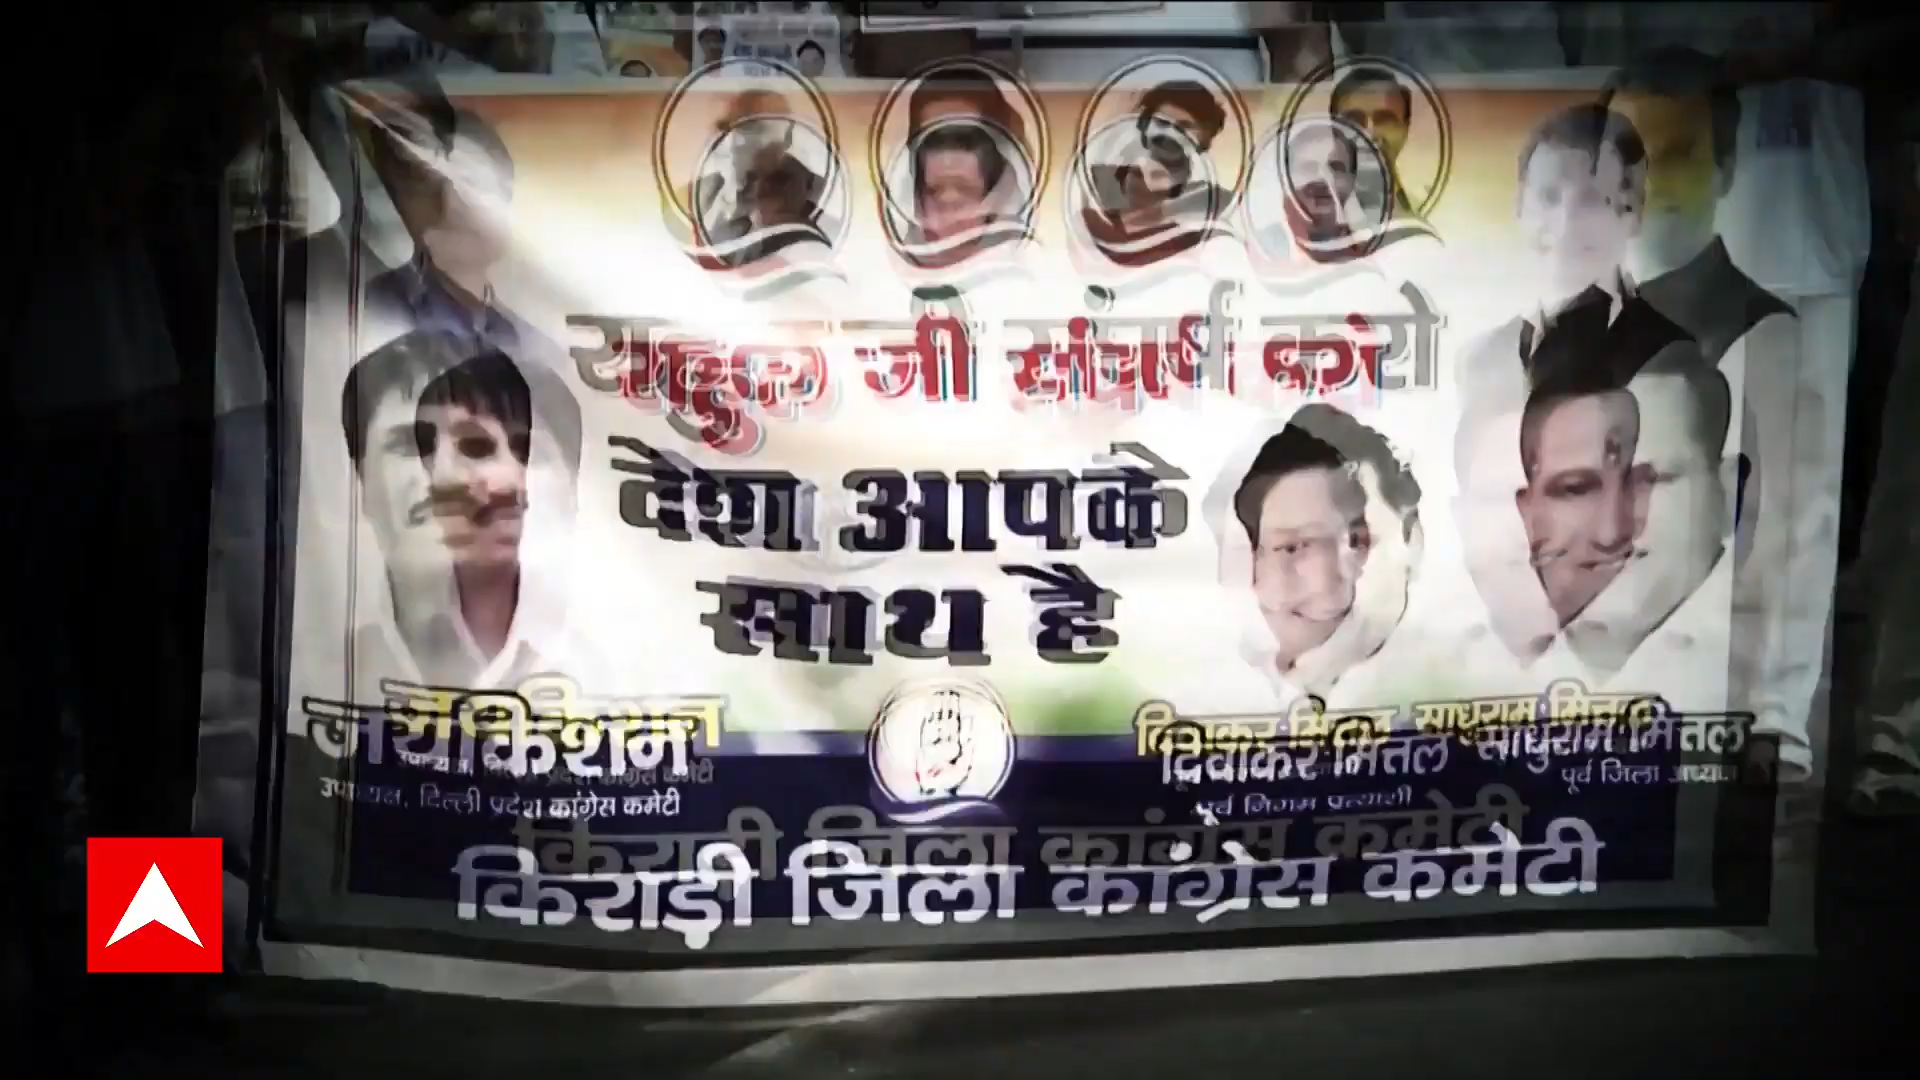 राहुल जी संघर्ष करो
देश आपके
साथ है
जयकिशन
उपाध्यक्ष, दिल्ली प्रदेश कांग्रेस कमेटी
दिवाकर मित्तल
पूर्व निगम प्रत्याशी
साधुराम मित्तल
पूर्व जिला अध्यक्ष
किराड़ी जिला कांग्रेस कमेटी